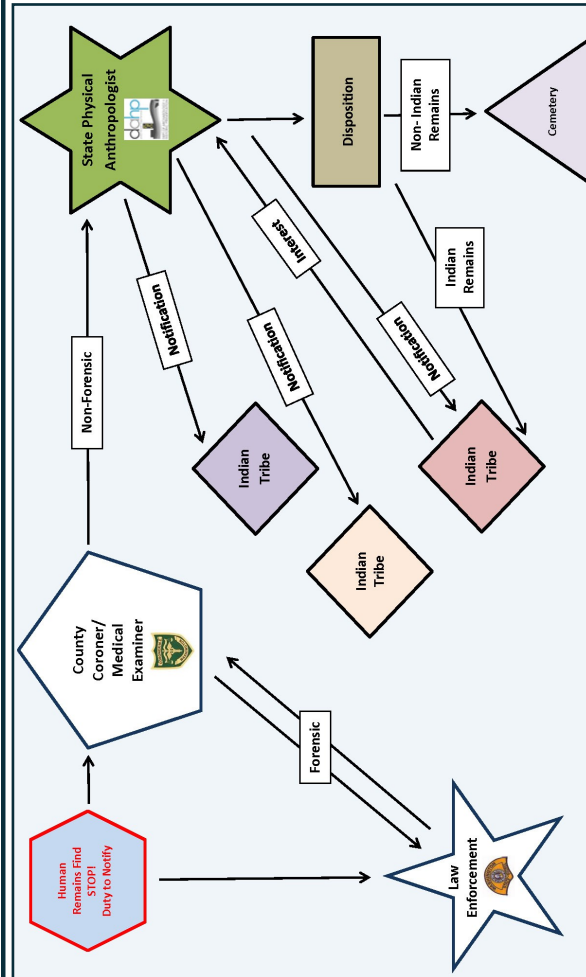 Human
Remains Find
STOP!
Duty to Notify
County
Coroner/
Medical
Examiner
Non-Forensic
State Physical
Anthropologist
dahp
Law
Enforcement
Forensic
Notification
Notification
Interest
Notification
Indian
Tribe
Indian
Tribe
Indian
Tribe
Disposition
Non- Indian
Remains
Indian
Remains
Cemetery